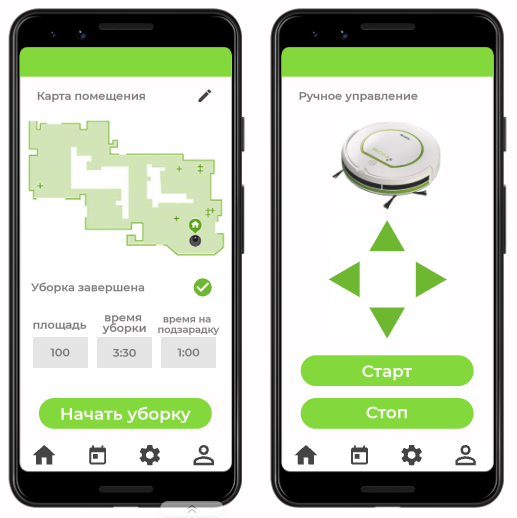 Карта помещения
Уборка завершена
площадь
время
уборки
время на
подзарадку
100
3:30
1:00
Начать уборку
Ручное управление
Старт
Стоп